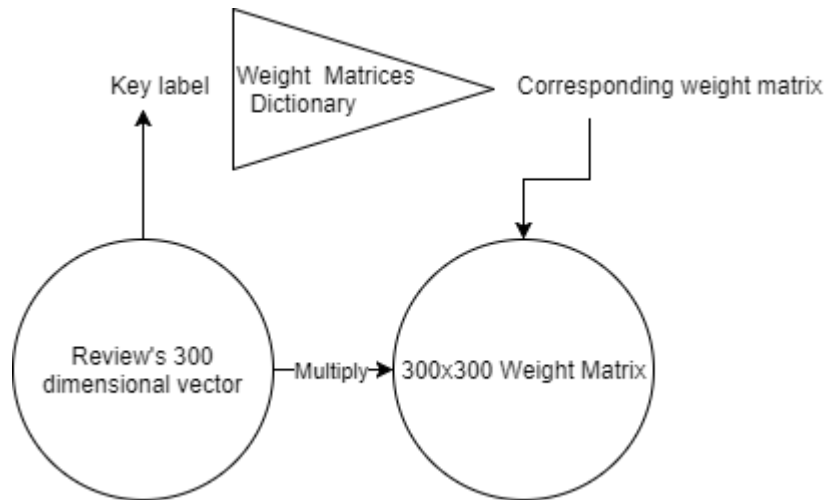 Key label
Weight Matrices
Dictionary
Corresponding weight matrix
Review's 300
dimensional vector
Multiply
300x300 Weight Matrix